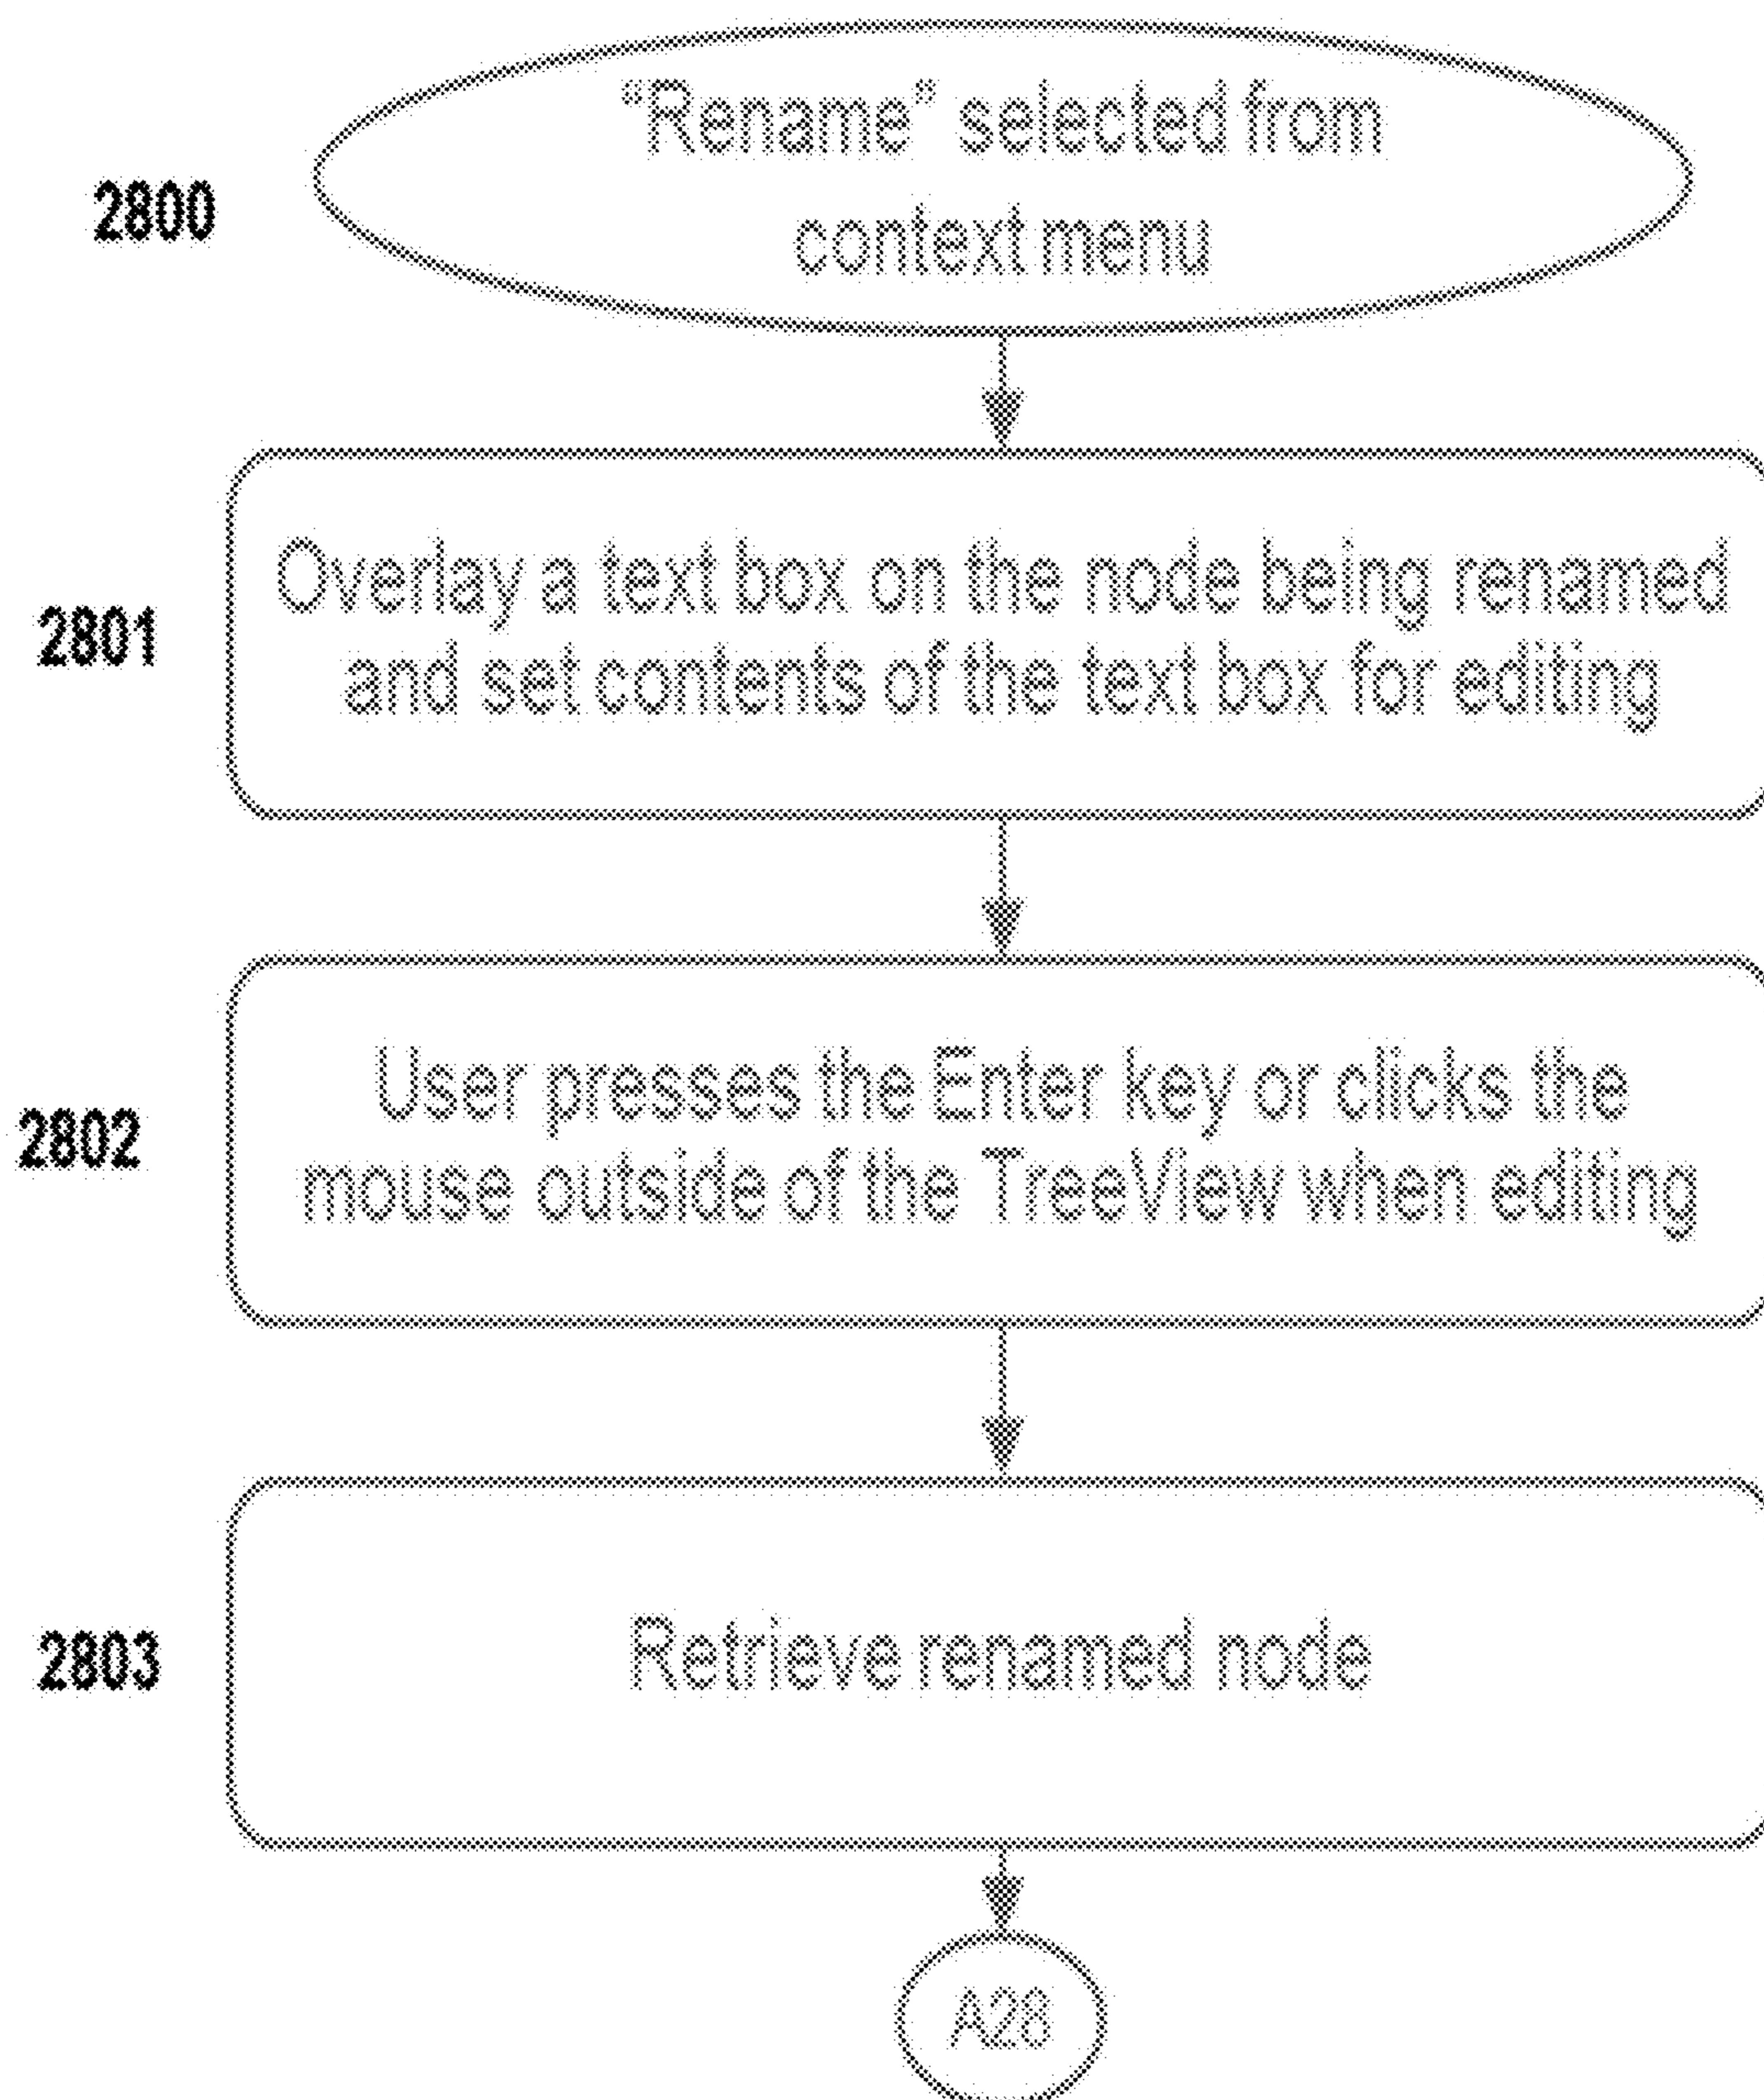 “Rename” selected from
context menu
2800
Overlay a text box on the node being renamed
and set contents of the text box for editing
2801
User presses the Enter key or clicks the
mouse outside of the TreeView when editing
2802
Retrieve renamed node
2803
A28